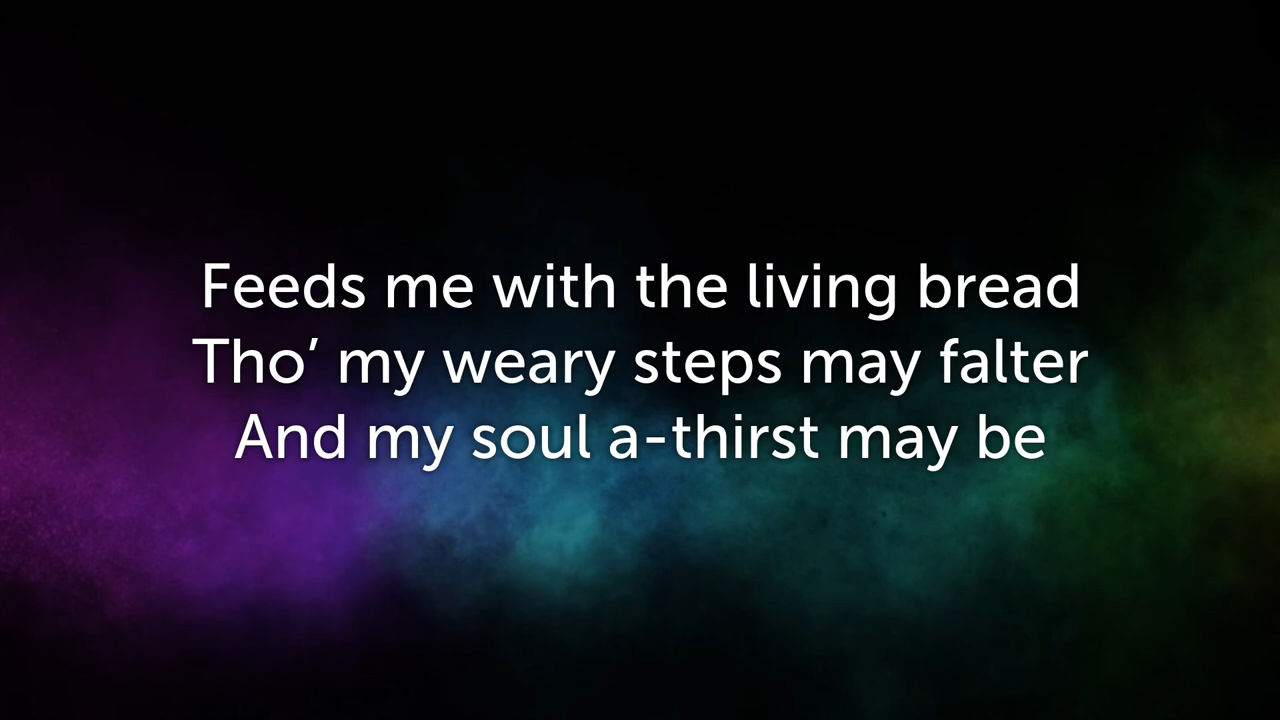 Feeds me with the living bread
Tho’ my weary steps may falter
And my soul a-thirst may be